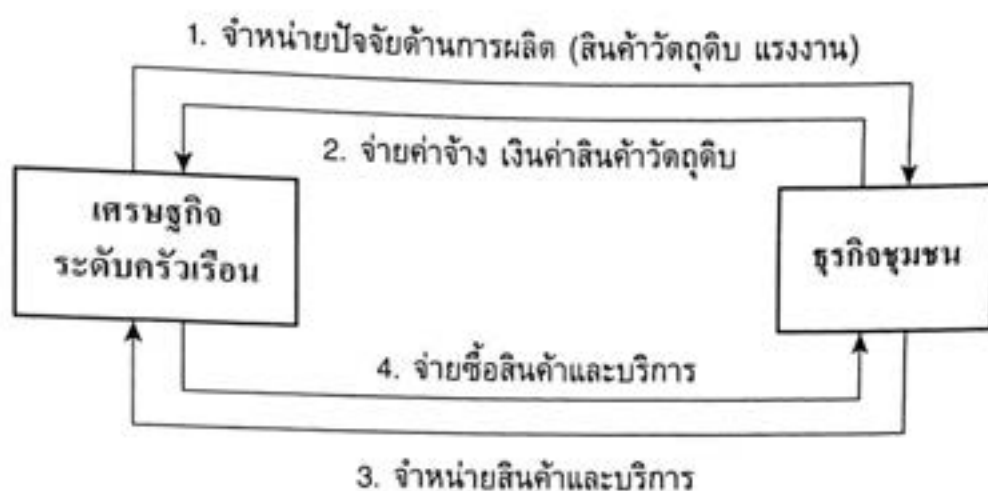 1. จำหน่ายปัจจัยด้านการผลิต (สินค้าวัตถุดิบ แรงงาน)
2. จ่ายค่าจ้าง เงินค่าสินค้าวัตถุดิบ
เศรษฐกิจ
ระดับครัวเรือน
ธุรกิจชุมชน
4. จ่ายซื้อสินค้าและบริการ
3. จำหน่ายสินค้าและบริการ